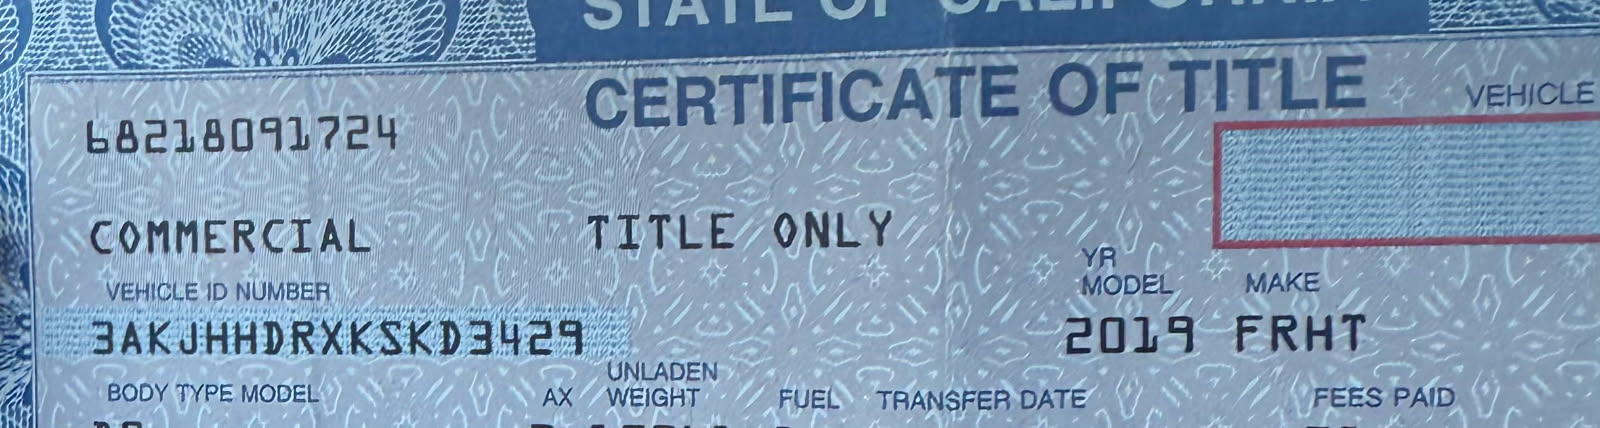 STATE OF CALIFORNIA
CERTIFICATE OF TITLE
VEHICLE
68218091724
COMMERCIAL TITLE ONLY
YR
MODEL MAKE
VEHICLE ID NUMBER
3AKJHHDRXKSKD3429 2019 FRHT
UNLADEN
BODY TYPE MODEL AX WEIGHT FUEL TRANSFER DATE FEES PAID